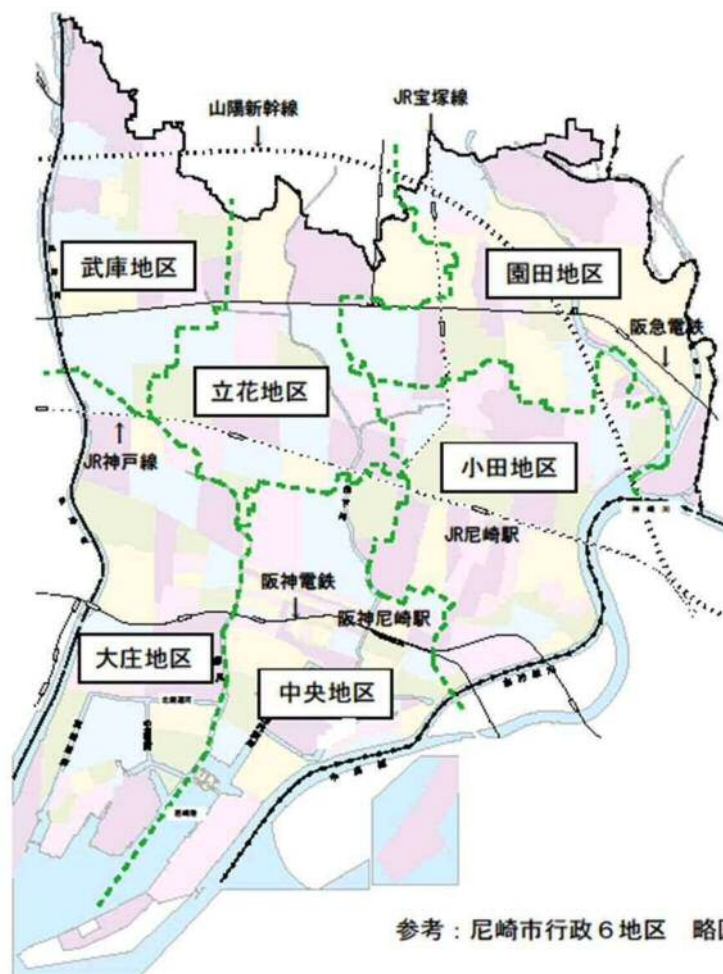 山陽新幹線
JR宝塚線
武庫地区
園田地区
阪急電鉄
立花地区
小田地区
JR神戸線
JR尼崎駅
阪神電鉄
阪神尼崎駅
大庄地区
中央地区
参考：尼崎市行政6地区 略図